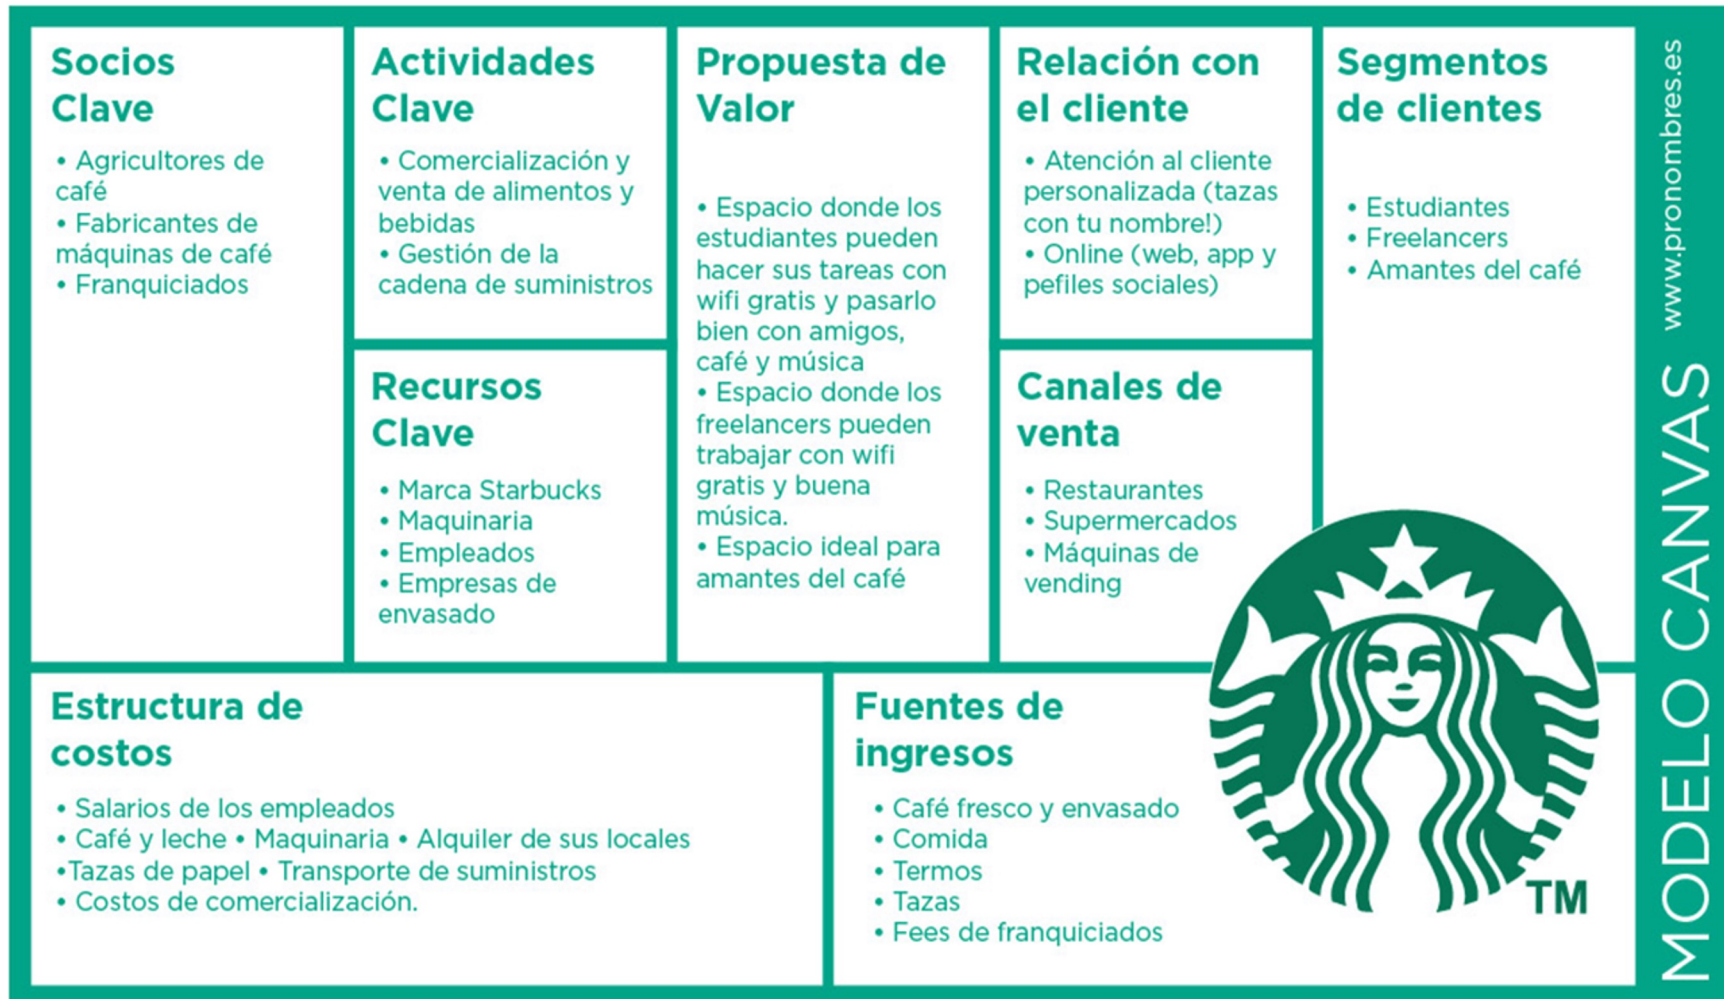 Socios
Clave
• Agricultores de
café
• Fabricantes de
máquinas de café
• Franquiciados
Actividades
Clave
• Comercialización y
venta de alimentos y
bebidas
• Gestión de la
cadena de suministros
Recursos
Clave
• Marca Starbucks
• Maquinaria
• Empleados
• Empresas de
envasado
Propuesta de
Valor
• Espacio donde los
estudiantes pueden
hacer sus tareas con
wifi gratis y pasarlo
bien con amigos,
café y música
• Espacio donde los
freelancers pueden
trabajar con wifi
gratis y buena
música.
• Espacio ideal para
amantes del café
Relación con
el cliente
• Atención al cliente
personalizada (tazas
con tu nombre!)
• Online (web, app y
pefiles sociales)
Canales de
venta
• Restaurantes
• Supermercados
• Máquinas de
vending
Segmentos
de clientes
• Estudiantes
• Freelancers
• Amantes del café
Estructura de
costos
• Salarios de los empleados
• Café y leche • Maquinaria • Alquiler de sus locales
•Tazas de papel • Transporte de suministros
• Costos de comercialización.
Fuentes de
ingresos
• Café fresco y envasado
• Comida
• Termos
• Tazas
• Fees de franquiciados
TM
MODELO CANVAS www.pronombres.es